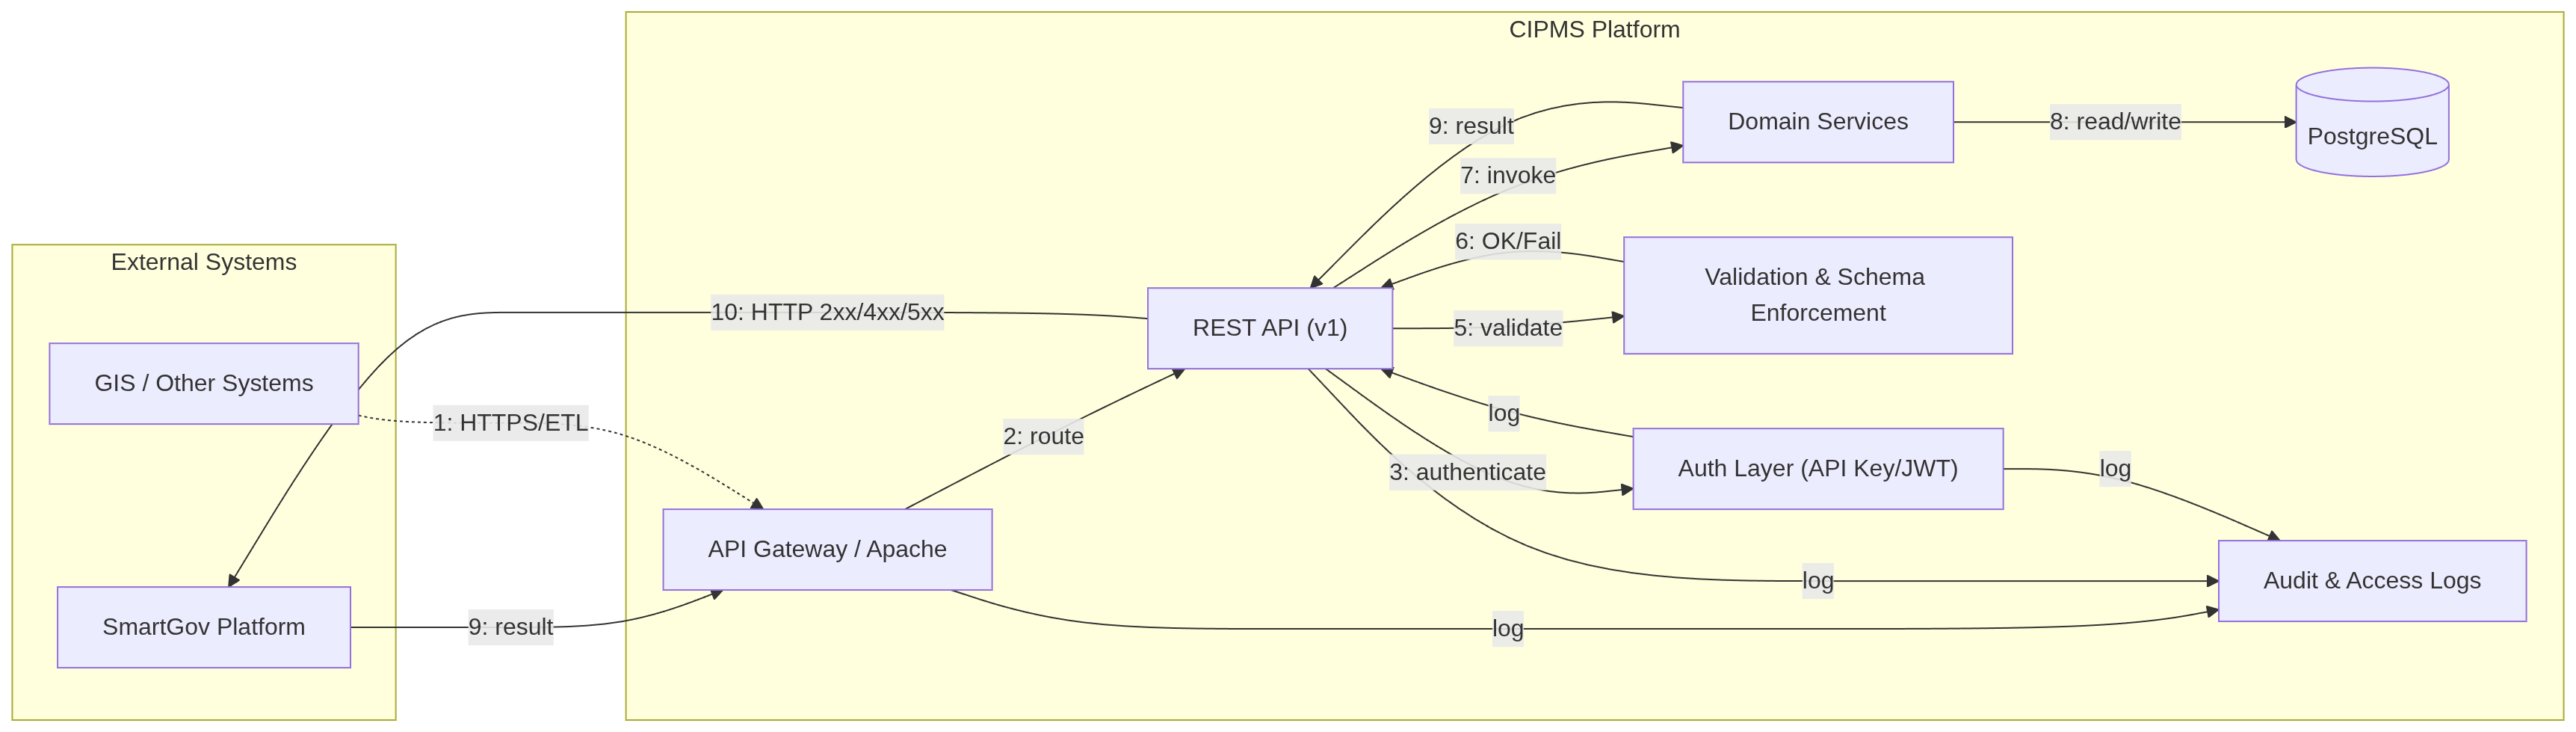 CIPMS Platform
External Systems
GIS / Other Systems
SmartGov Platform
10: HTTP 2xx/4xx/5xx
1: HTTPS/ETL
9: result
API Gateway / Apache
2: route
REST API (v1)
9: result
7: invoke
6: OK/Fail
5: validate
log
3: authenticate
log
log
Domain Services
8: read/write
PostgreSQL
Validation & Schema
Enforcement
Auth Layer (API Key/JWT)
log
Audit & Access Logs